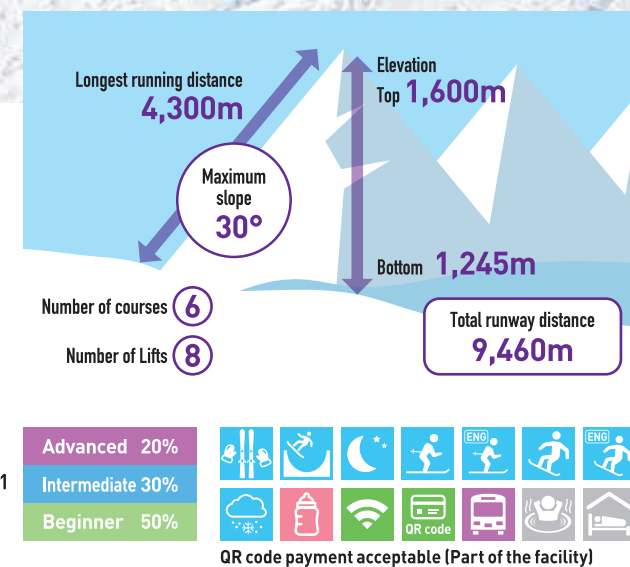 Longest running distance
4,300m
Elevation
Top 1,600m
Maximum
slope
30°
Bottom 1,245m
Number of courses 6
Number of Lifts 8
Total runway distance
9,460m
1
Advanced 20%
Intermediate 30%
Beginner 50%
ENG
ENG
QR code
QR code payment acceptable (Part of the facility)